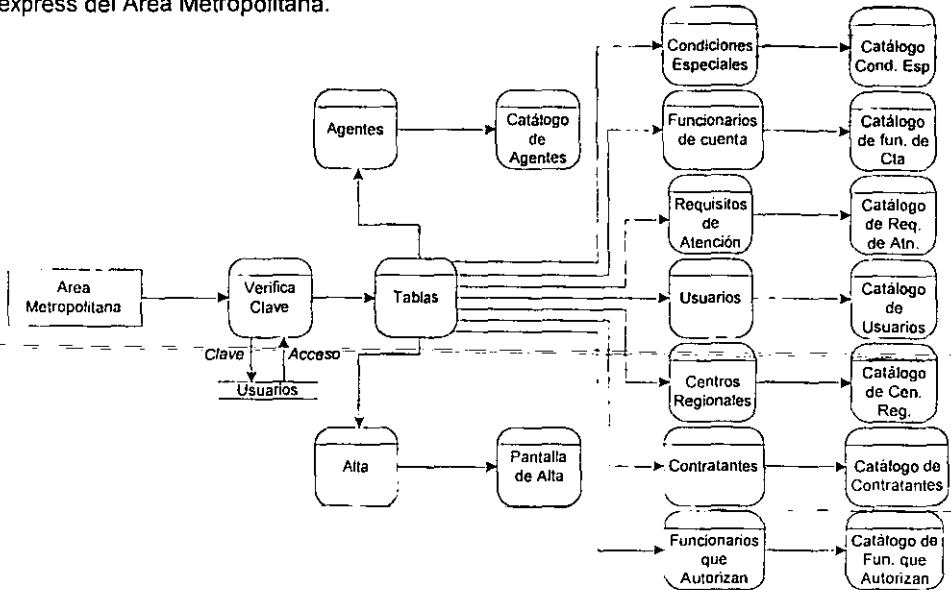 express del Area Metropolitana.
Condiciones
Especiales
Catálogo
Cond. Esp
Agentes
Catálogo
de
Agentes
Funcionarios
de cuenta
Catálogo
de fun. de
Cta
Requisitos
de
Atención
Catálogo
de Req.
de Atn.
Area
Metropolitana
Verifica
Clave
Tablas
Usuarios
Catálogo
de
Usuarios
Clave
Acceso
Usuarios
Centros
Regionales
Catálogo
de Cen.
Reg.
Alta
Pantalla
de Alta
Contratantes
Catálogo de
Contratantes
Funcionarios
que
Autorizan
Catálogo de
Fun. que
Autorizan